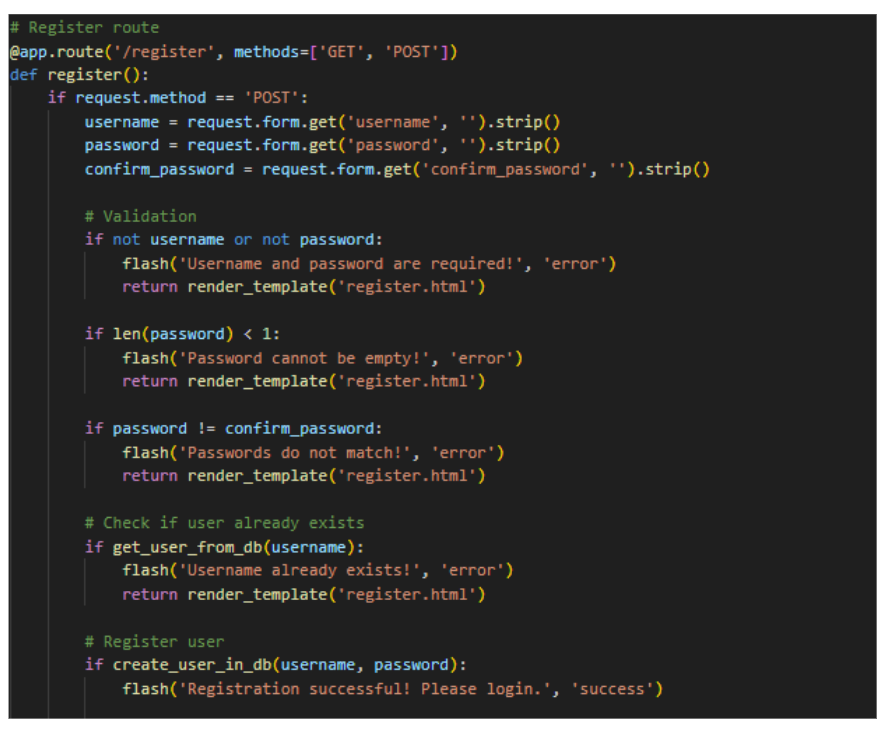 # Register route
@app.route('/register', methods=['GET', 'POST'])
def register():
    if request.method == 'POST':
        username = request.form.get('username', '').strip()
        password = request.form.get('password', '').strip()
        confirm_password = request.form.get('confirm_password', '').strip()

        # Validation
        if not username or not password:
            flash('Username and password are required!', 'error')
            return render_template('register.html')

        if len(password) < 1:
            flash('Password cannot be empty!', 'error')
            return render_template('register.html')

        if password != confirm_password:
            flash('Passwords do not match!', 'error')
            return render_template('register.html')

        # Check if user already exists
        if get_user_from_db(username):
            flash('Username already exists!', 'error')
            return render_template('register.html')

        # Register user
        if create_user_in_db(username, password):
            flash('Registration successful! Please login.', 'success')